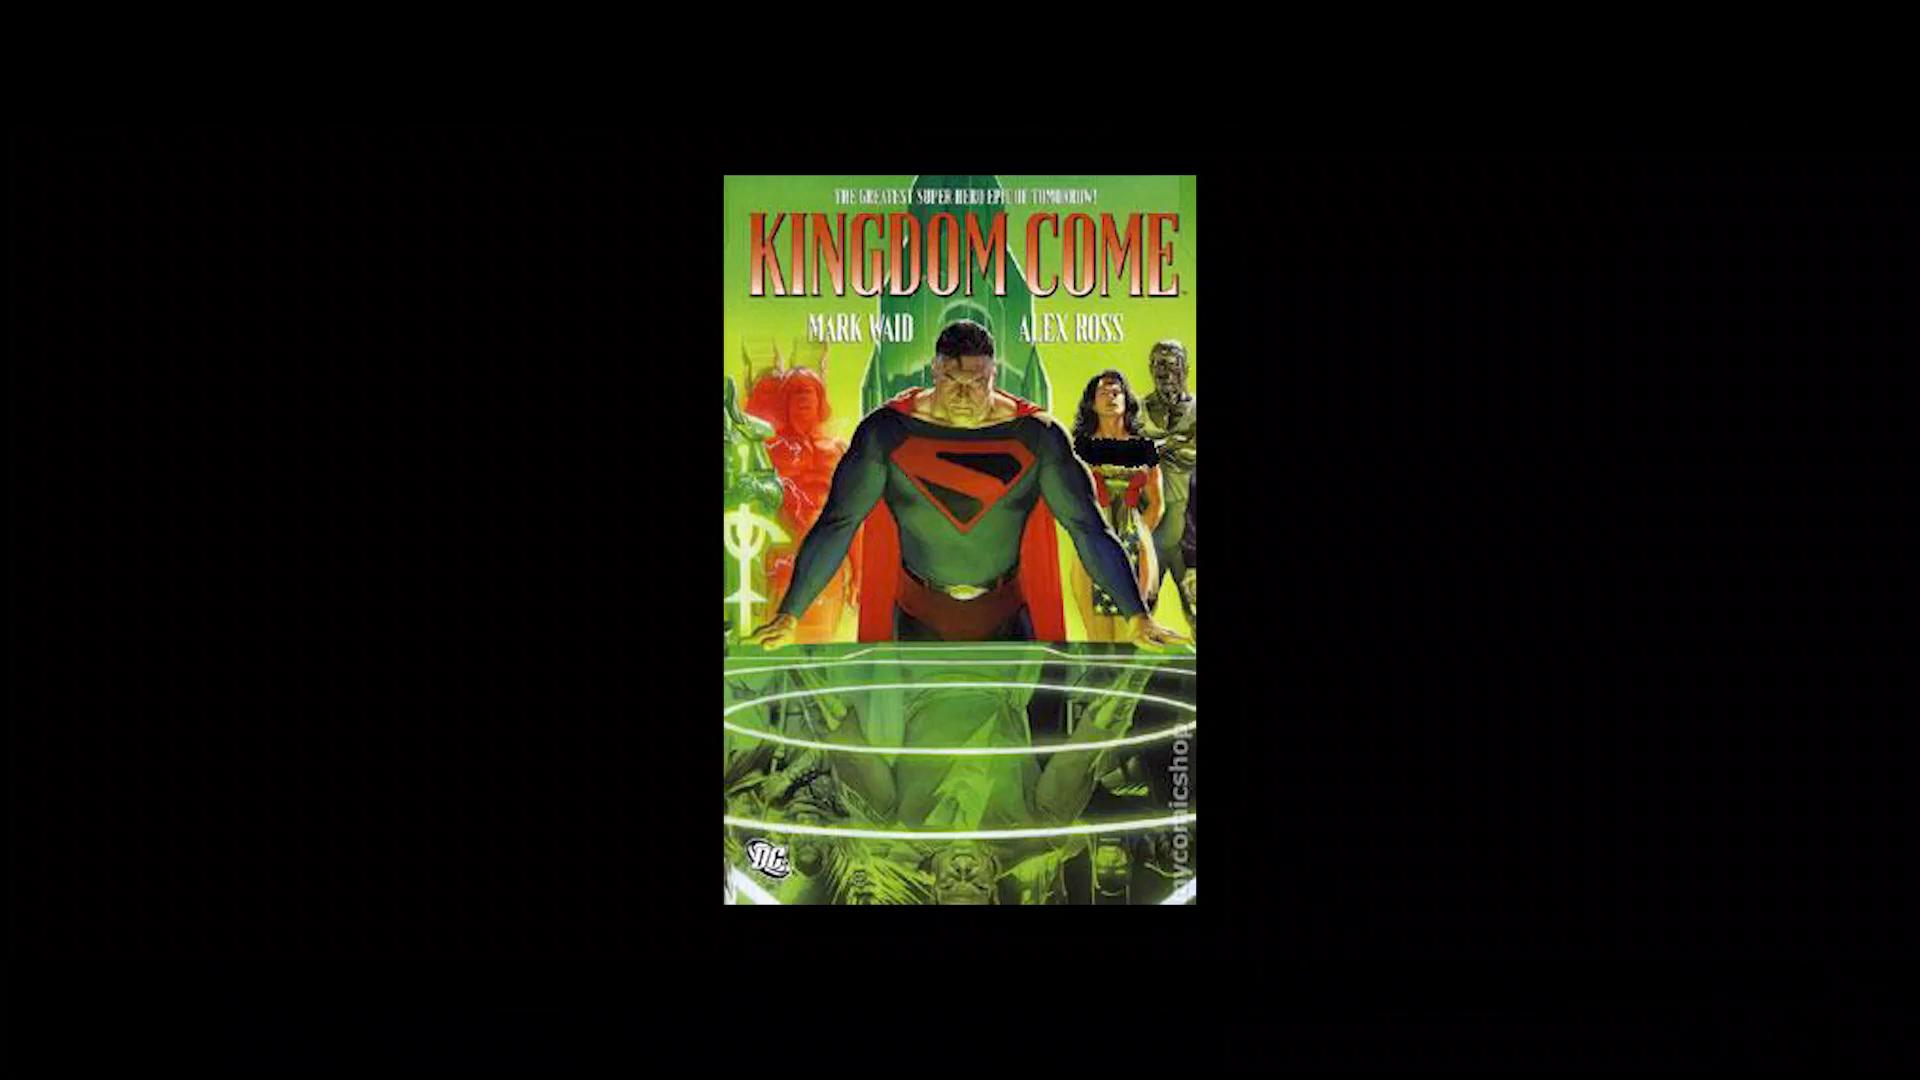 THE GREATEST SUPER HERO EPIC OF TOMORROW!
KINGDOM COME
MARK WAID ALEX ROSS
DC
mycomicshop